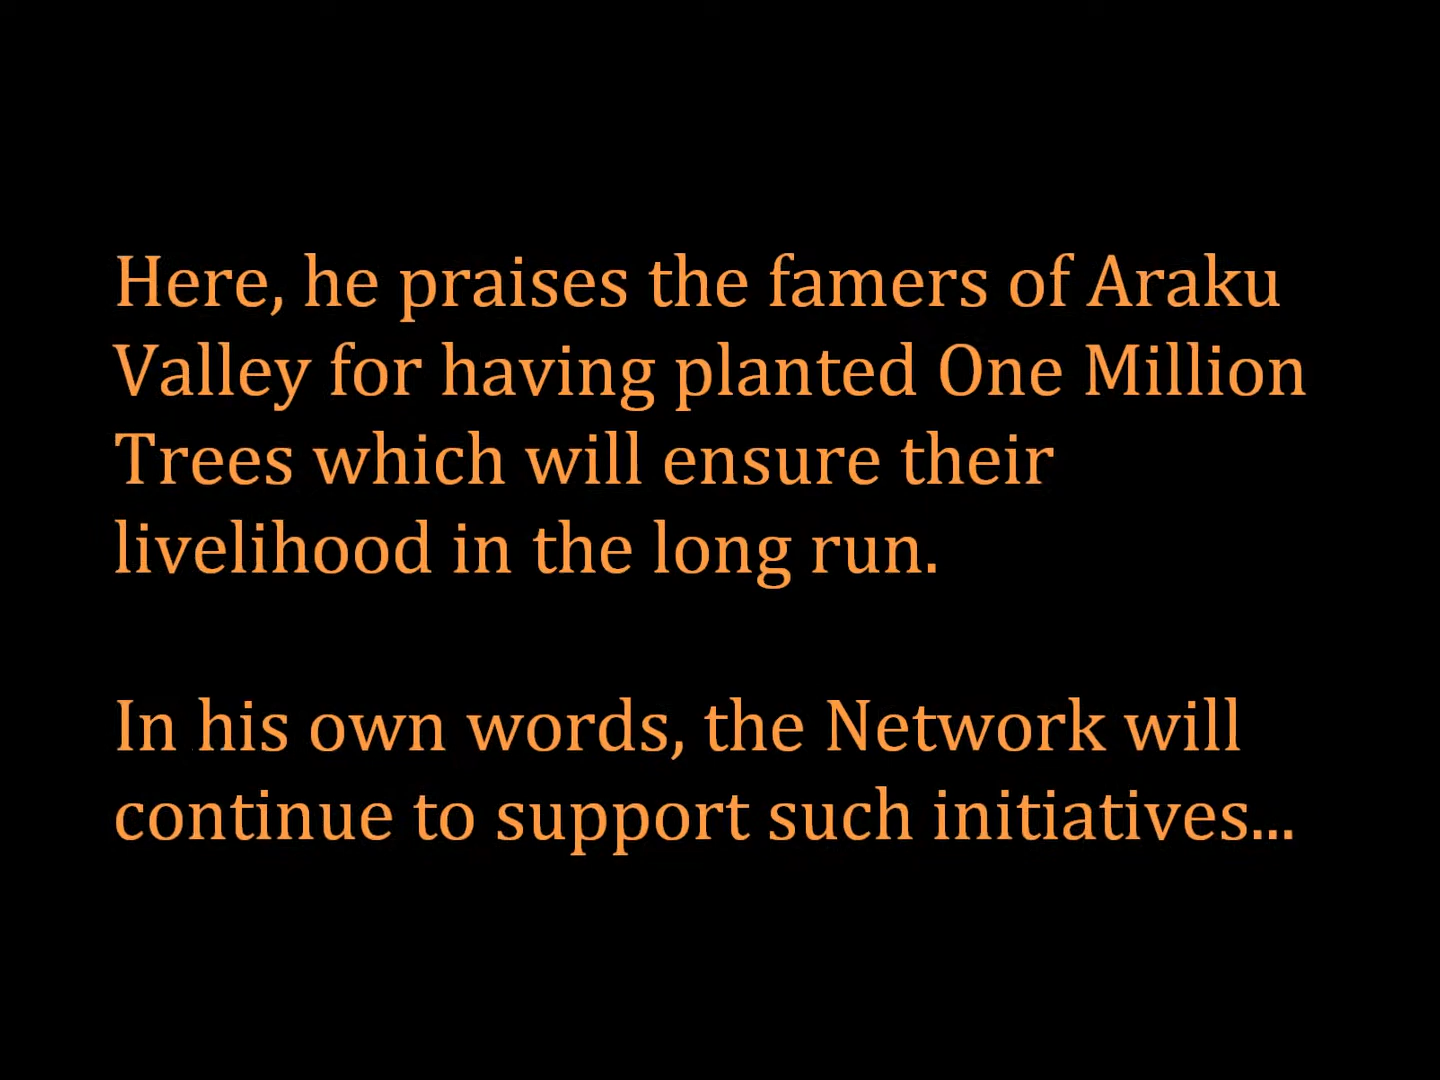 Here, he praises the famers of Araku
Valley for having planted One Million
Trees which will ensure their
livelihood in the long run.
In his own words, the Network will
continue to support such initiatives...